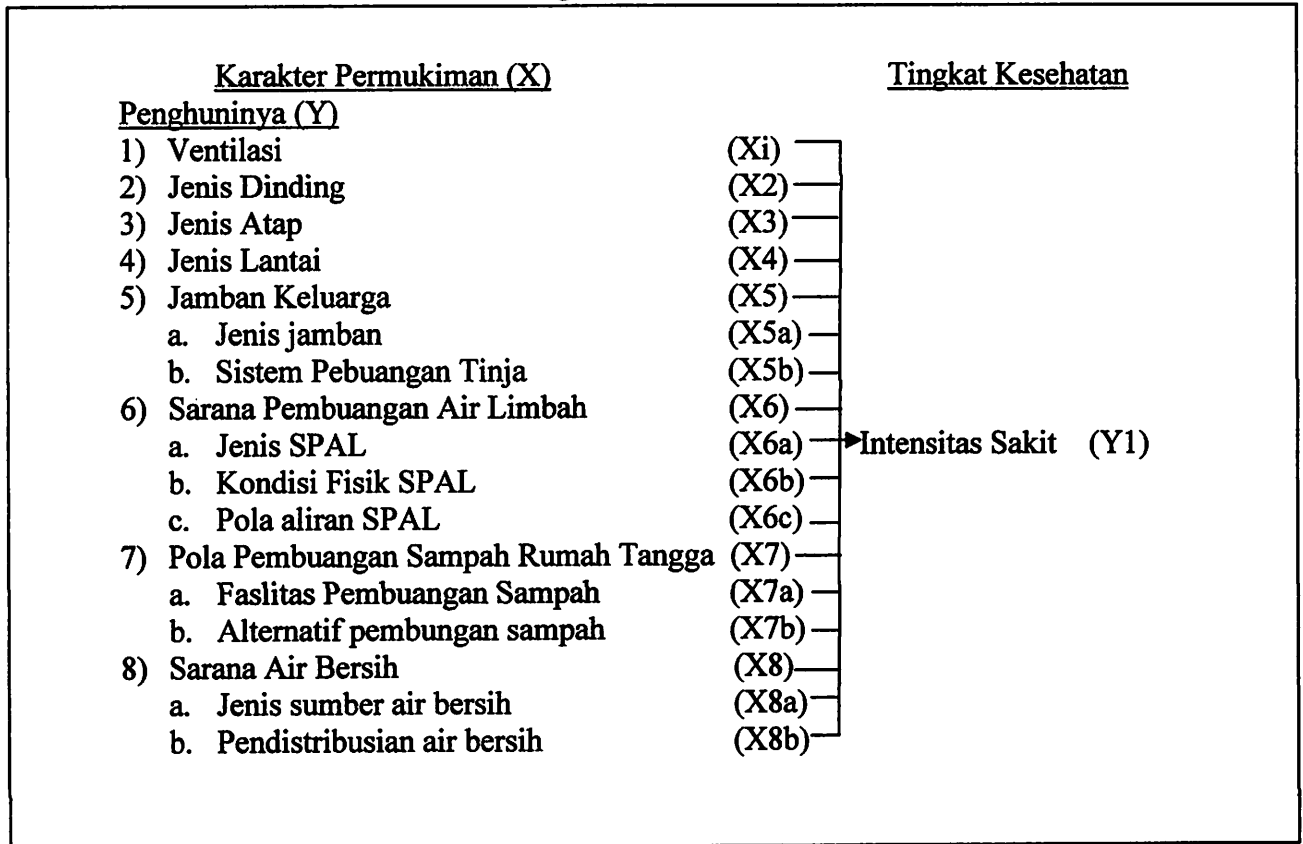 Karakter Permukiman (X) Tingkat Kesehatan
Penghuninya (Y)
1) Ventilasi (Xi)
2) Jenis Dinding (X2)
3) Jenis Atap (X3)
4) Jenis Lantai (X4)
5) Jamban Keluarga (X5)
a. Jenis jamban (X5a)
b. Sistem Pebuangan Tinja (X5b)
6) Sarana Pembuangan Air Limbah (X6)
a. Jenis SPAL (X6a) Intensitas Sakit (Y1)
b. Kondisi Fisik SPAL (X6b)
c. Pola aliran SPAL (X6c)
7) Pola Pembuangan Sampah Rumah Tangga (X7)
a. Faslitas Pembuangan Sampah (X7a)
b. Alternatif pembungan sampah (X7b)
8) Sarana Air Bersih (X8)
a. Jenis sumber air bersih (X8a)
b. Pendistribusian air bersih (X8b)